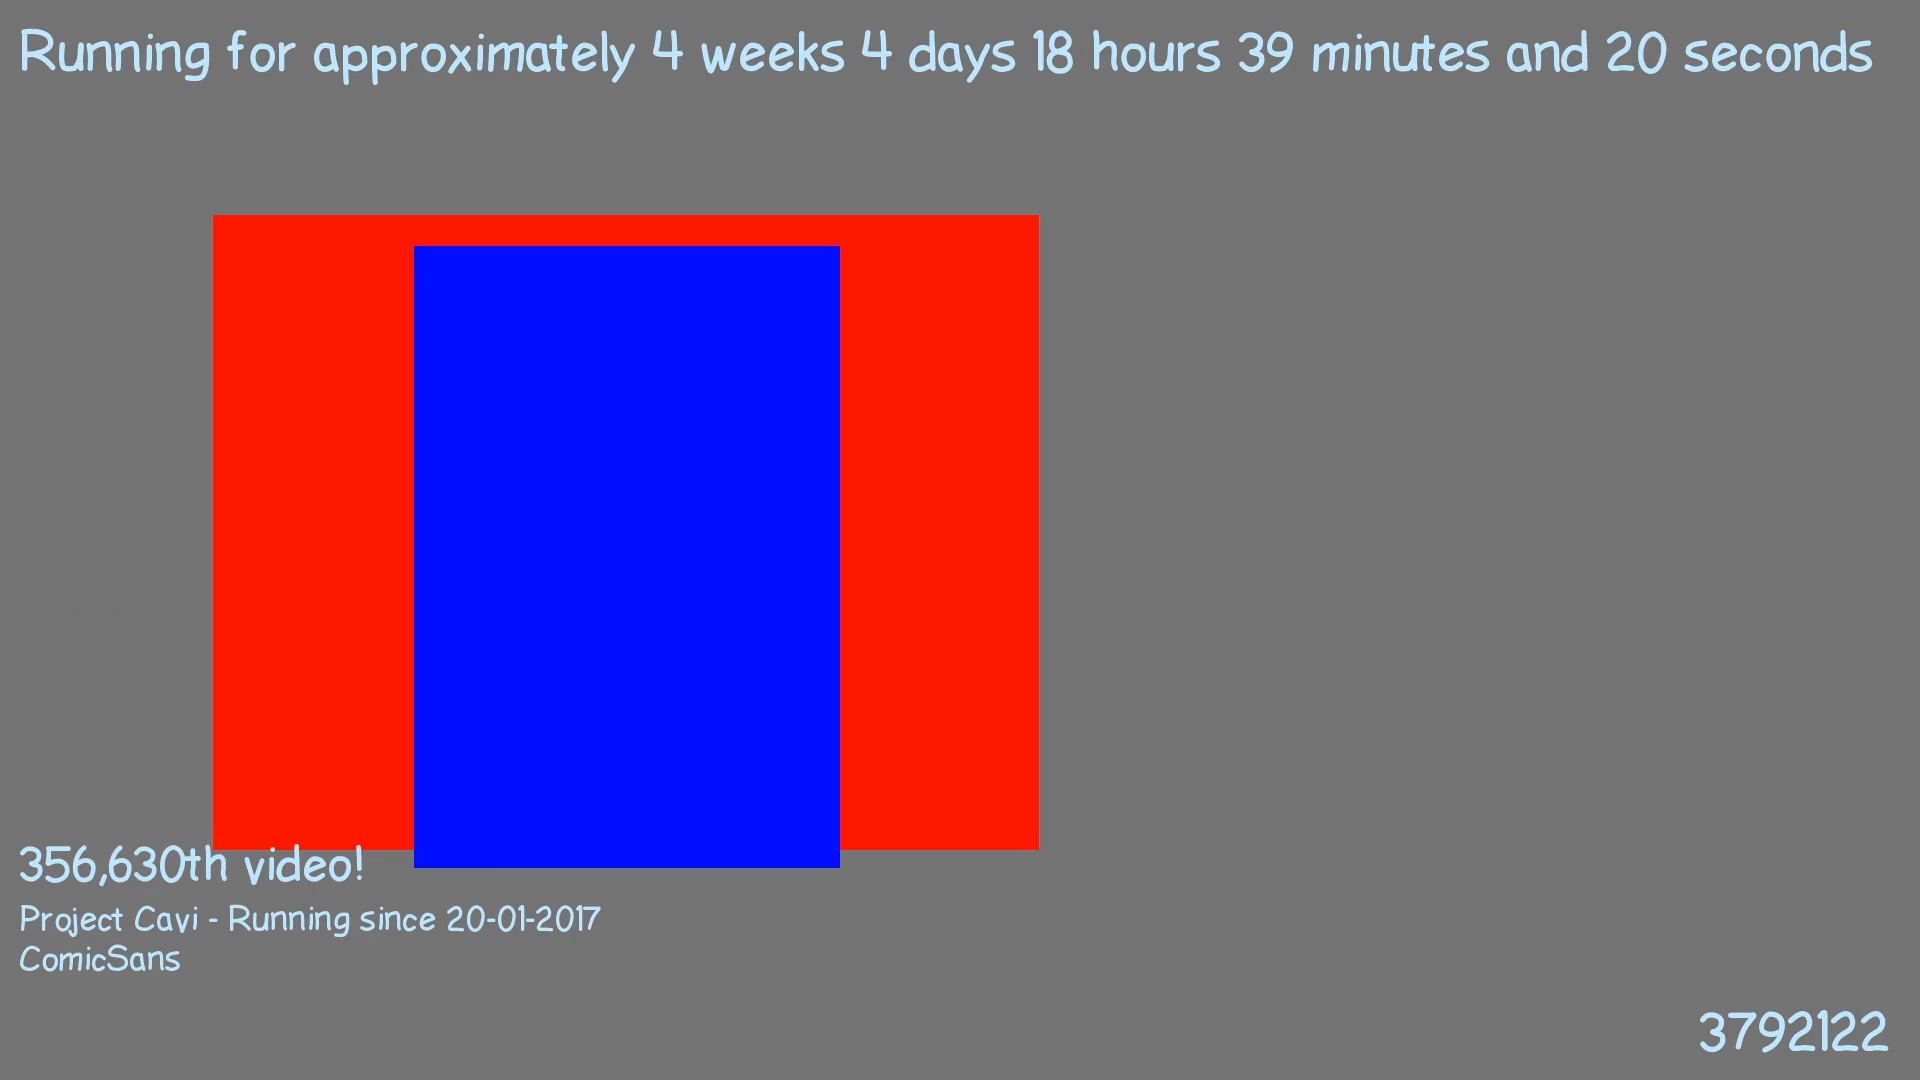 Running for approximately 4 weeks 4 days 18 hours 39 minutes and 20 seconds
356,630th video!
Project Cavi - Running since 20-01-2017
ComicSans
3792122